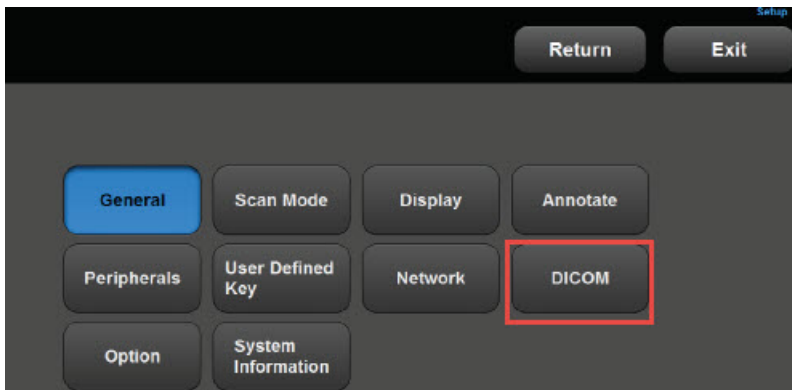 Setup
Return Exit
General Scan Mode Display Annotate
Peripherals User Defined Key Network DICOM
Option System Information